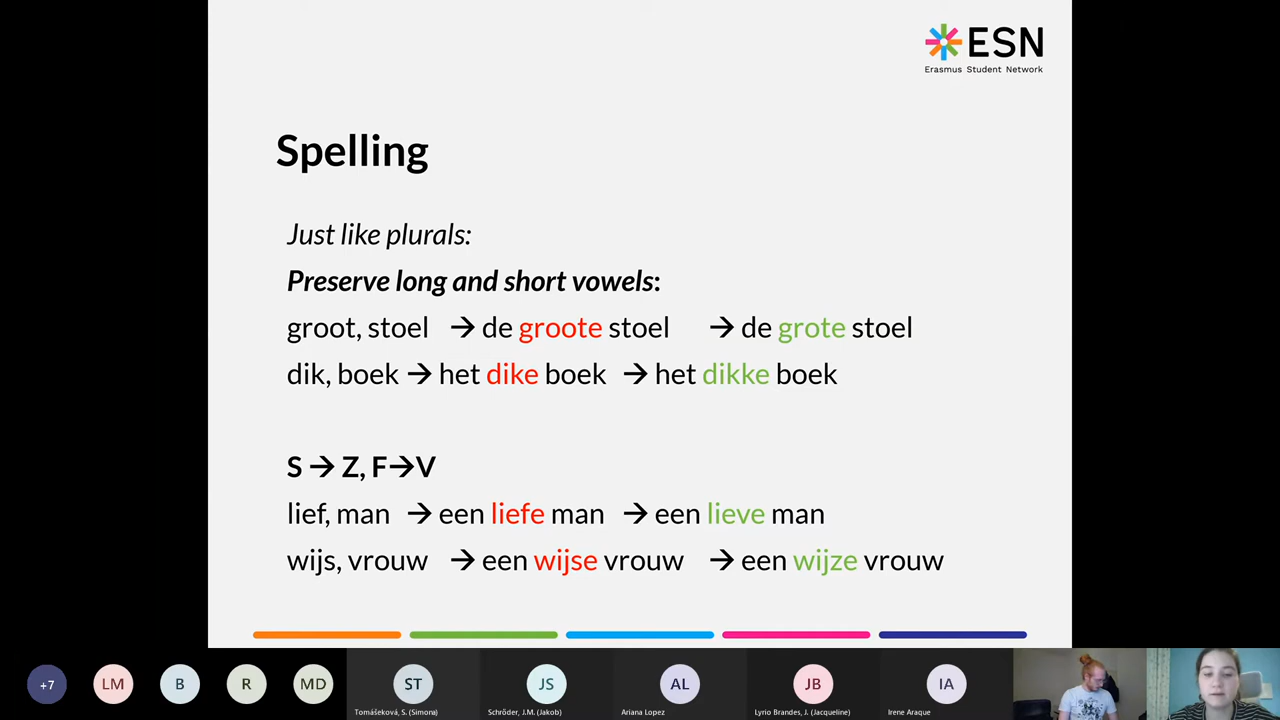 ESN
Erasmus Student Network
Spelling
Just like plurals:
Preserve long and short vowels:
groot, stoel → de groote stoel → de grote stoel
dik, boek → het dike boek → het dikke boek
S → Z, F→V
lief, man → een liefe man → een lieve man
wijs, vrouw → een wijse vrouw → een wijze vrouw
+7 LM B R MD ST JS AL JB IA
Tomášeková, S. (Simona) Schrőder, J.M. (Jakob) Ariana Lopez Lyrio Brandes, J. (Jacqueline) Irene Araque